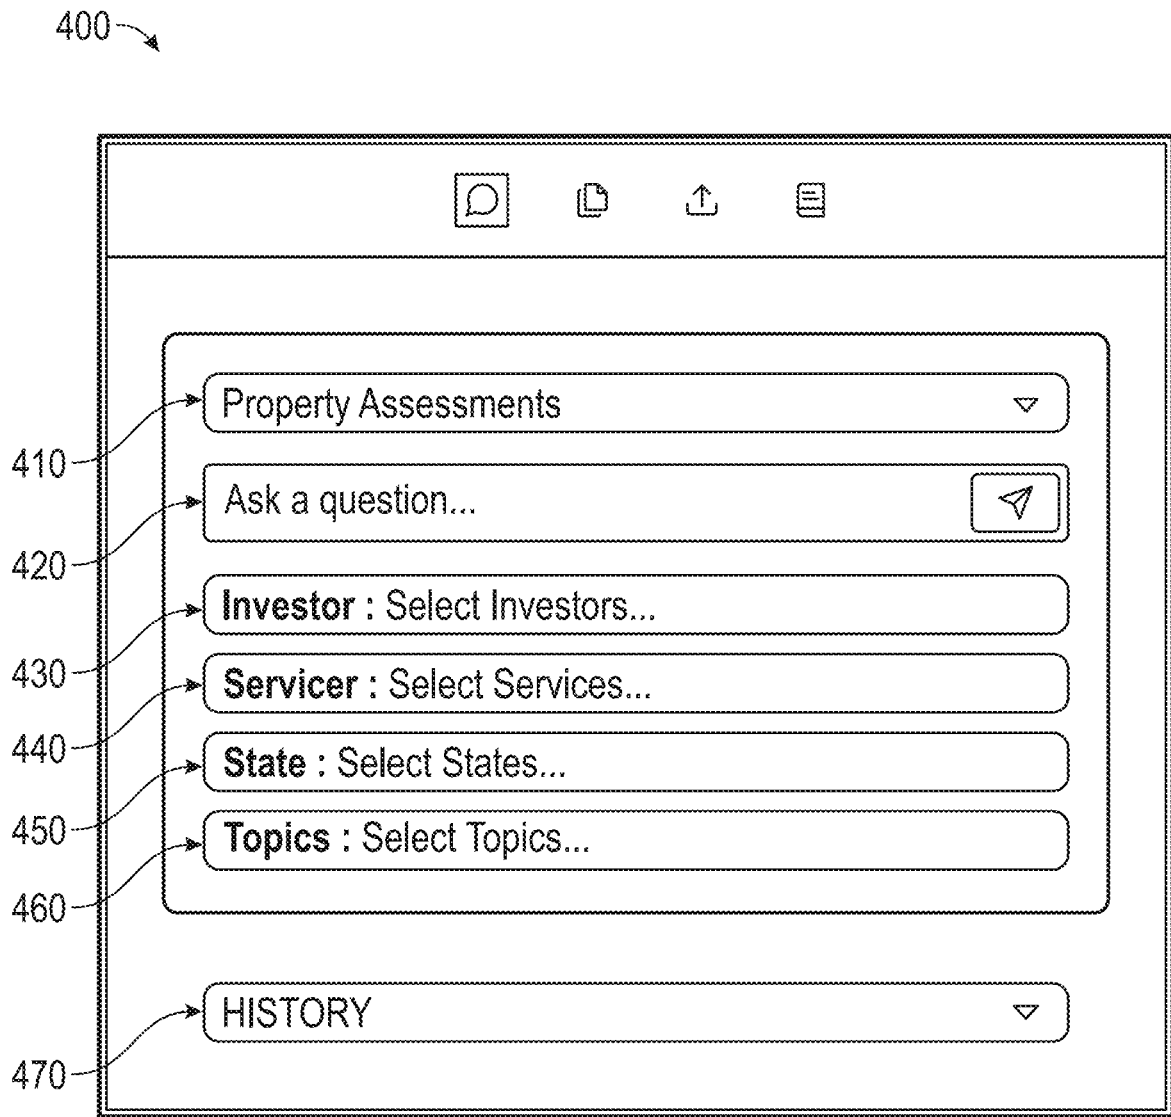 400
Property Assessments
410
Ask a question...
420
Investor : Select Investors...
430
Servicer : Select Services...
440
State : Select States...
450
Topics : Select Topics...
460
HISTORY
470